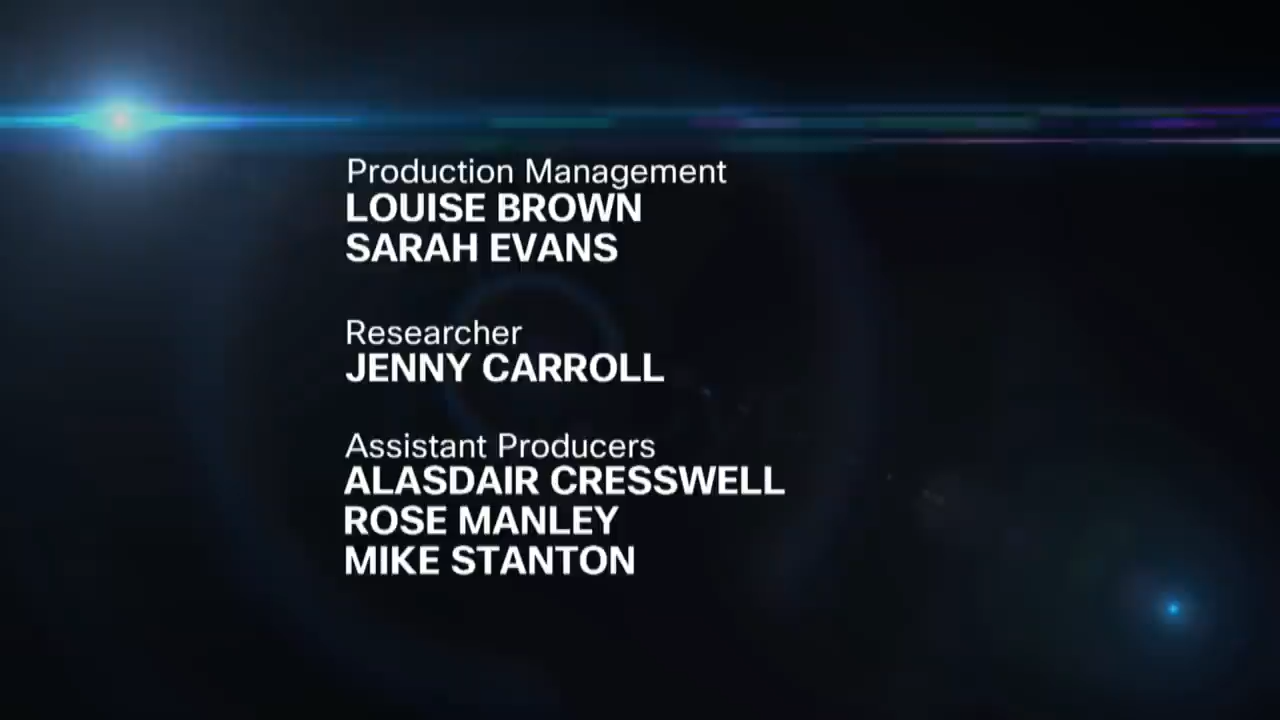 Production Management
LOUISE BROWN
SARAH EVANS
Researcher
JENNY CARROLL
Assistant Producers
ALASDAIR CRESSWELL
ROSE MANLEY
MIKE STANTON